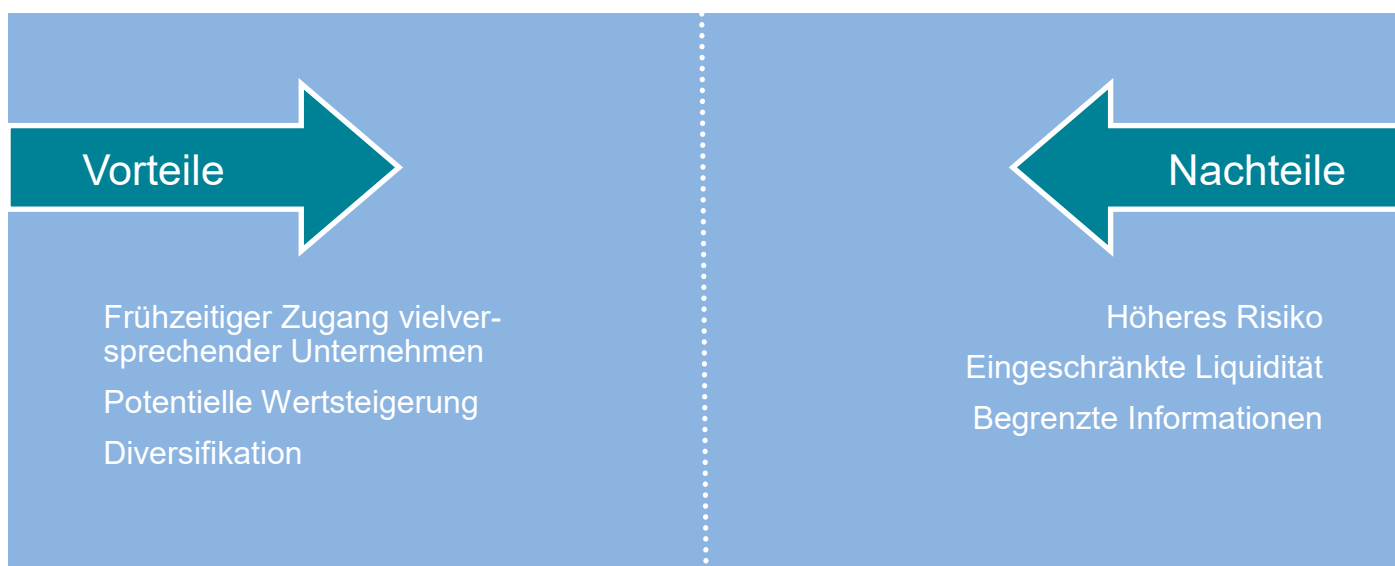 Vorteile
Nachteile
Frühzeitiger Zugang vielver-
sprechender Unternehmen
Potentielle Wertsteigerung
Diversifikation
Höheres Risiko
Eingeschränkte Liquidität
Begrenzte Informationen